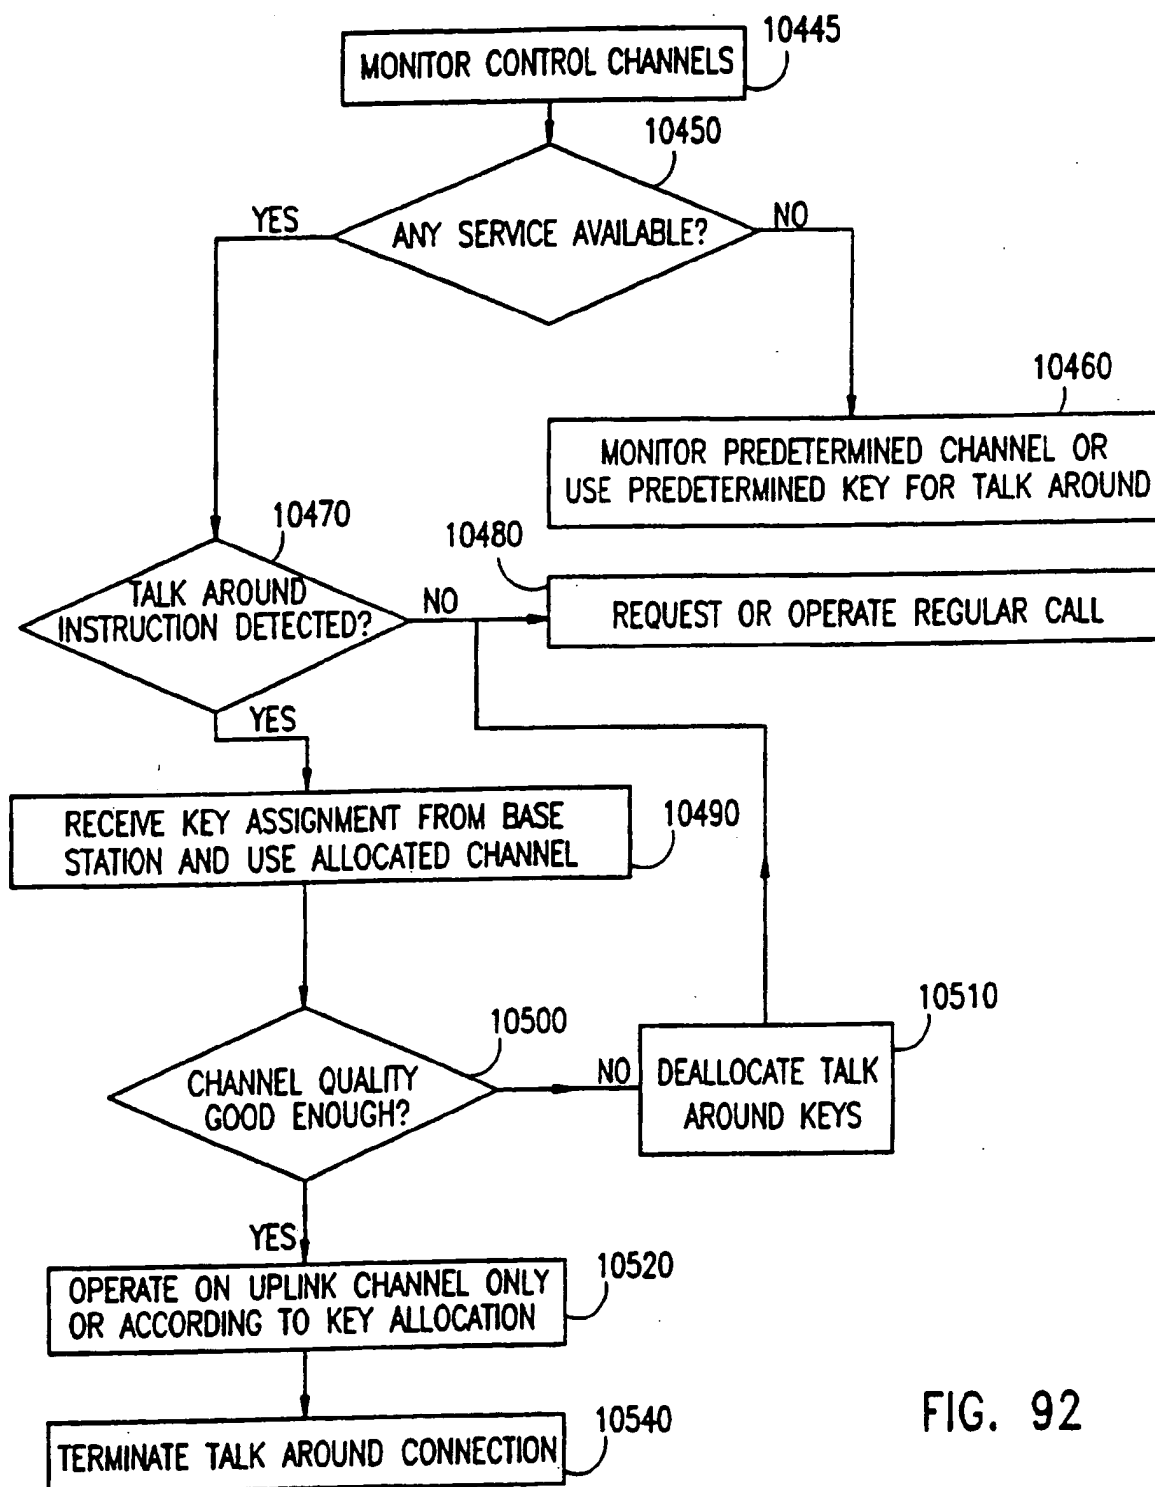 10445
MONITOR CONTROL CHANNELS
10450
ANY SERVICE AVAILABLE?
YES
NO
10460
MONITOR PREDETERMINED CHANNEL OR
USE PREDETERMINED KEY FOR TALK AROUND
10470
TALK AROUND
INSTRUCTION DETECTED?
NO
10480
REQUEST OR OPERATE REGULAR CALL
YES
RECEIVE KEY ASSIGNMENT FROM BASE
STATION AND USE ALLOCATED CHANNEL
10490
10500
CHANNEL QUALITY
GOOD ENOUGH?
NO
10510
DEALLOCATE TALK
AROUND KEYS
YES
OPERATE ON UPLINK CHANNEL ONLY
OR ACCORDING TO KEY ALLOCATION
10520
TERMINATE TALK AROUND CONNECTION
10540
FIG. 92